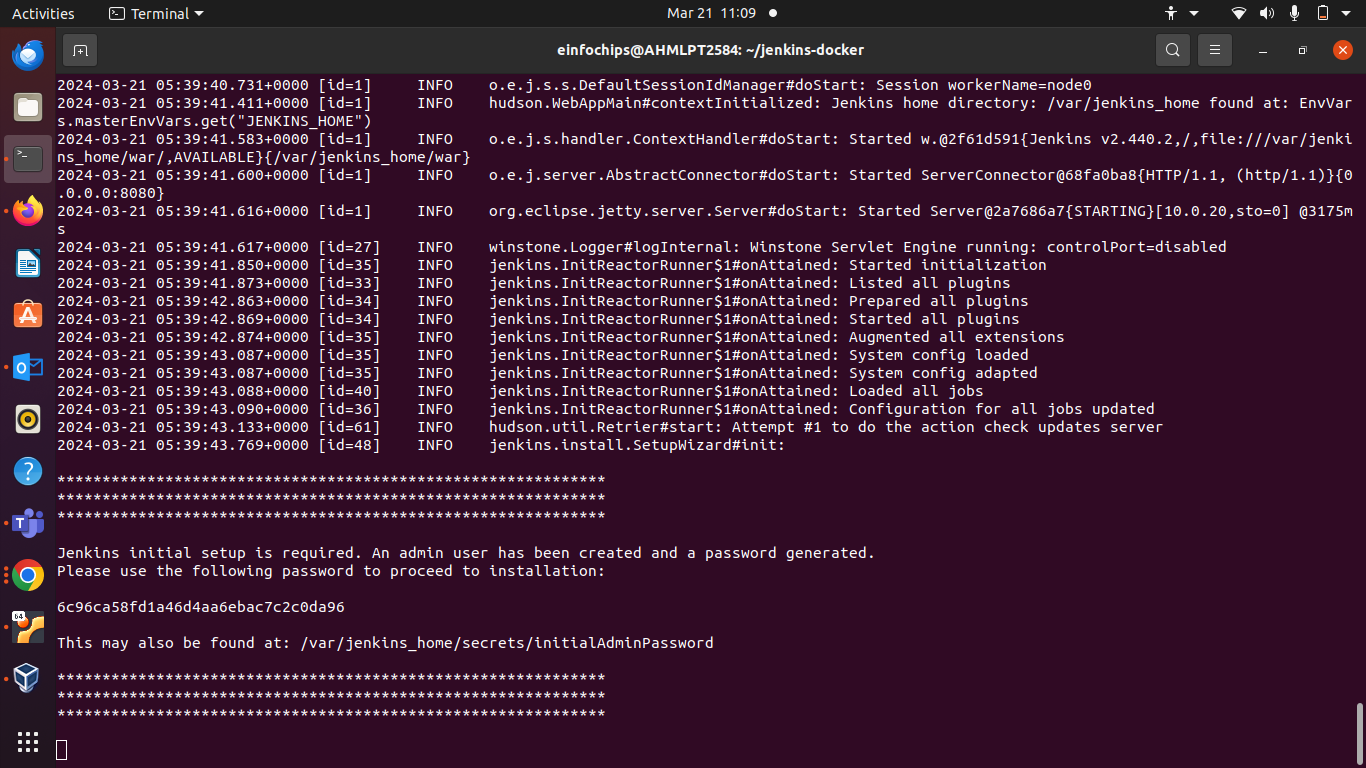 Activities
Terminal
Mar 21 11:09
einfochips@AHMLPT2584: ~/jenkins-docker
2024-03-21 05:39:40.731+0000 [id=1] INFO o.e.j.s.s.DefaultSessionIdManager#doStart: Session workerName=node0
2024-03-21 05:39:41.411+0000 [id=1] INFO hudson.WebAppMain#contextInitialized: Jenkins home directory: /var/jenkins_home found at: EnvVar
s.masterEnvVars.get("JENKINS_HOME")
2024-03-21 05:39:41.583+0000 [id=1] INFO o.e.j.s.handler.ContextHandler#doStart: Started w.@2f61d591{Jenkins v2.440.2,/,file:///var/jenki
ns_home/war/,AVAILABLE}{/var/jenkins_home/war}
2024-03-21 05:39:41.600+0000 [id=1] INFO o.e.j.server.AbstractConnector#doStart: Started ServerConnector@68fa0ba8{HTTP/1.1, (http/1.1)}{0
.0.0.0:8080}
2024-03-21 05:39:41.616+0000 [id=1] INFO org.eclipse.jetty.server.Server#doStart: Started Server@2a7686a7{STARTING}[10.0.20,sto=0] @3175m
s
2024-03-21 05:39:41.617+0000 [id=27] INFO winstone.Logger#logInternal: Winstone Servlet Engine running: controlPort=disabled
2024-03-21 05:39:41.850+0000 [id=35] INFO jenkins.InitReactorRunner$1#onAttained: Started initialization
2024-03-21 05:39:41.873+0000 [id=33] INFO jenkins.InitReactorRunner$1#onAttained: Listed all plugins
2024-03-21 05:39:42.863+0000 [id=34] INFO jenkins.InitReactorRunner$1#onAttained: Prepared all plugins
2024-03-21 05:39:42.869+0000 [id=34] INFO jenkins.InitReactorRunner$1#onAttained: Started all plugins
2024-03-21 05:39:42.874+0000 [id=35] INFO jenkins.InitReactorRunner$1#onAttained: Augmented all extensions
2024-03-21 05:39:43.087+0000 [id=35] INFO jenkins.InitReactorRunner$1#onAttained: System config loaded
2024-03-21 05:39:43.087+0000 [id=35] INFO jenkins.InitReactorRunner$1#onAttained: System config adapted
2024-03-21 05:39:43.088+0000 [id=40] INFO jenkins.InitReactorRunner$1#onAttained: Loaded all jobs
2024-03-21 05:39:43.090+0000 [id=36] INFO jenkins.InitReactorRunner$1#onAttained: Configuration for all jobs updated
2024-03-21 05:39:43.133+0000 [id=61] INFO hudson.util.Retrier#start: Attempt #1 to do the action check updates server
2024-03-21 05:39:43.769+0000 [id=48] INFO jenkins.install.SetupWizard#init:
*************************************************************
*************************************************************
*************************************************************
Jenkins initial setup is required. An admin user has been created and a password generated.
Please use the following password to proceed to installation:
6c96ca58fd1a46d4aa6ebac7c2c0da96
This may also be found at: /var/jenkins_home/secrets/initialAdminPassword
*************************************************************
*************************************************************
*************************************************************